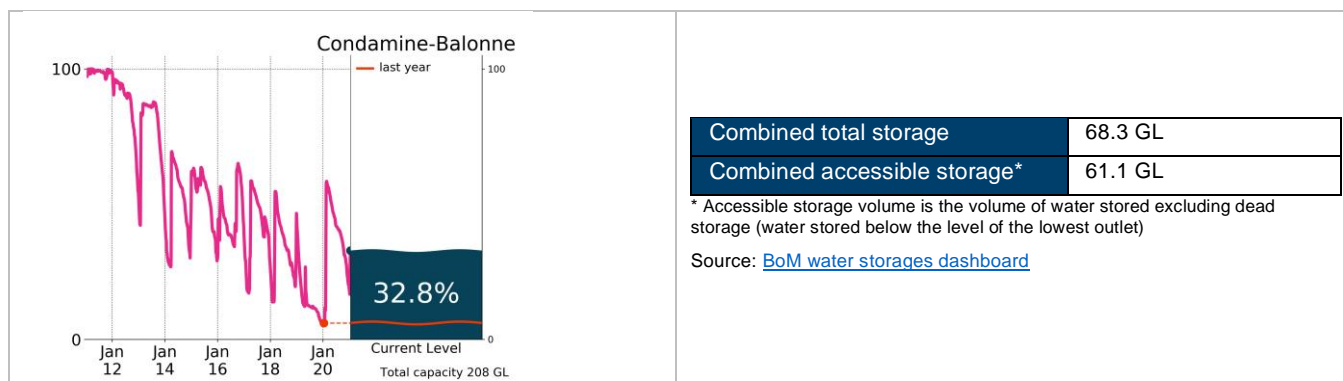 Condamine-Balonne
last year
100
100
0
0
32.8%
Jan 12
Jan 14
Jan 16
Jan 18
Jan 20
Current Level
Total capacity 208 GL
Combined total storage 68.3 GL
Combined accessible storage* 61.1 GL
* Accessible storage volume is the volume of water stored excluding dead
storage (water stored below the level of the lowest outlet)
Source: BoM water storages dashboard